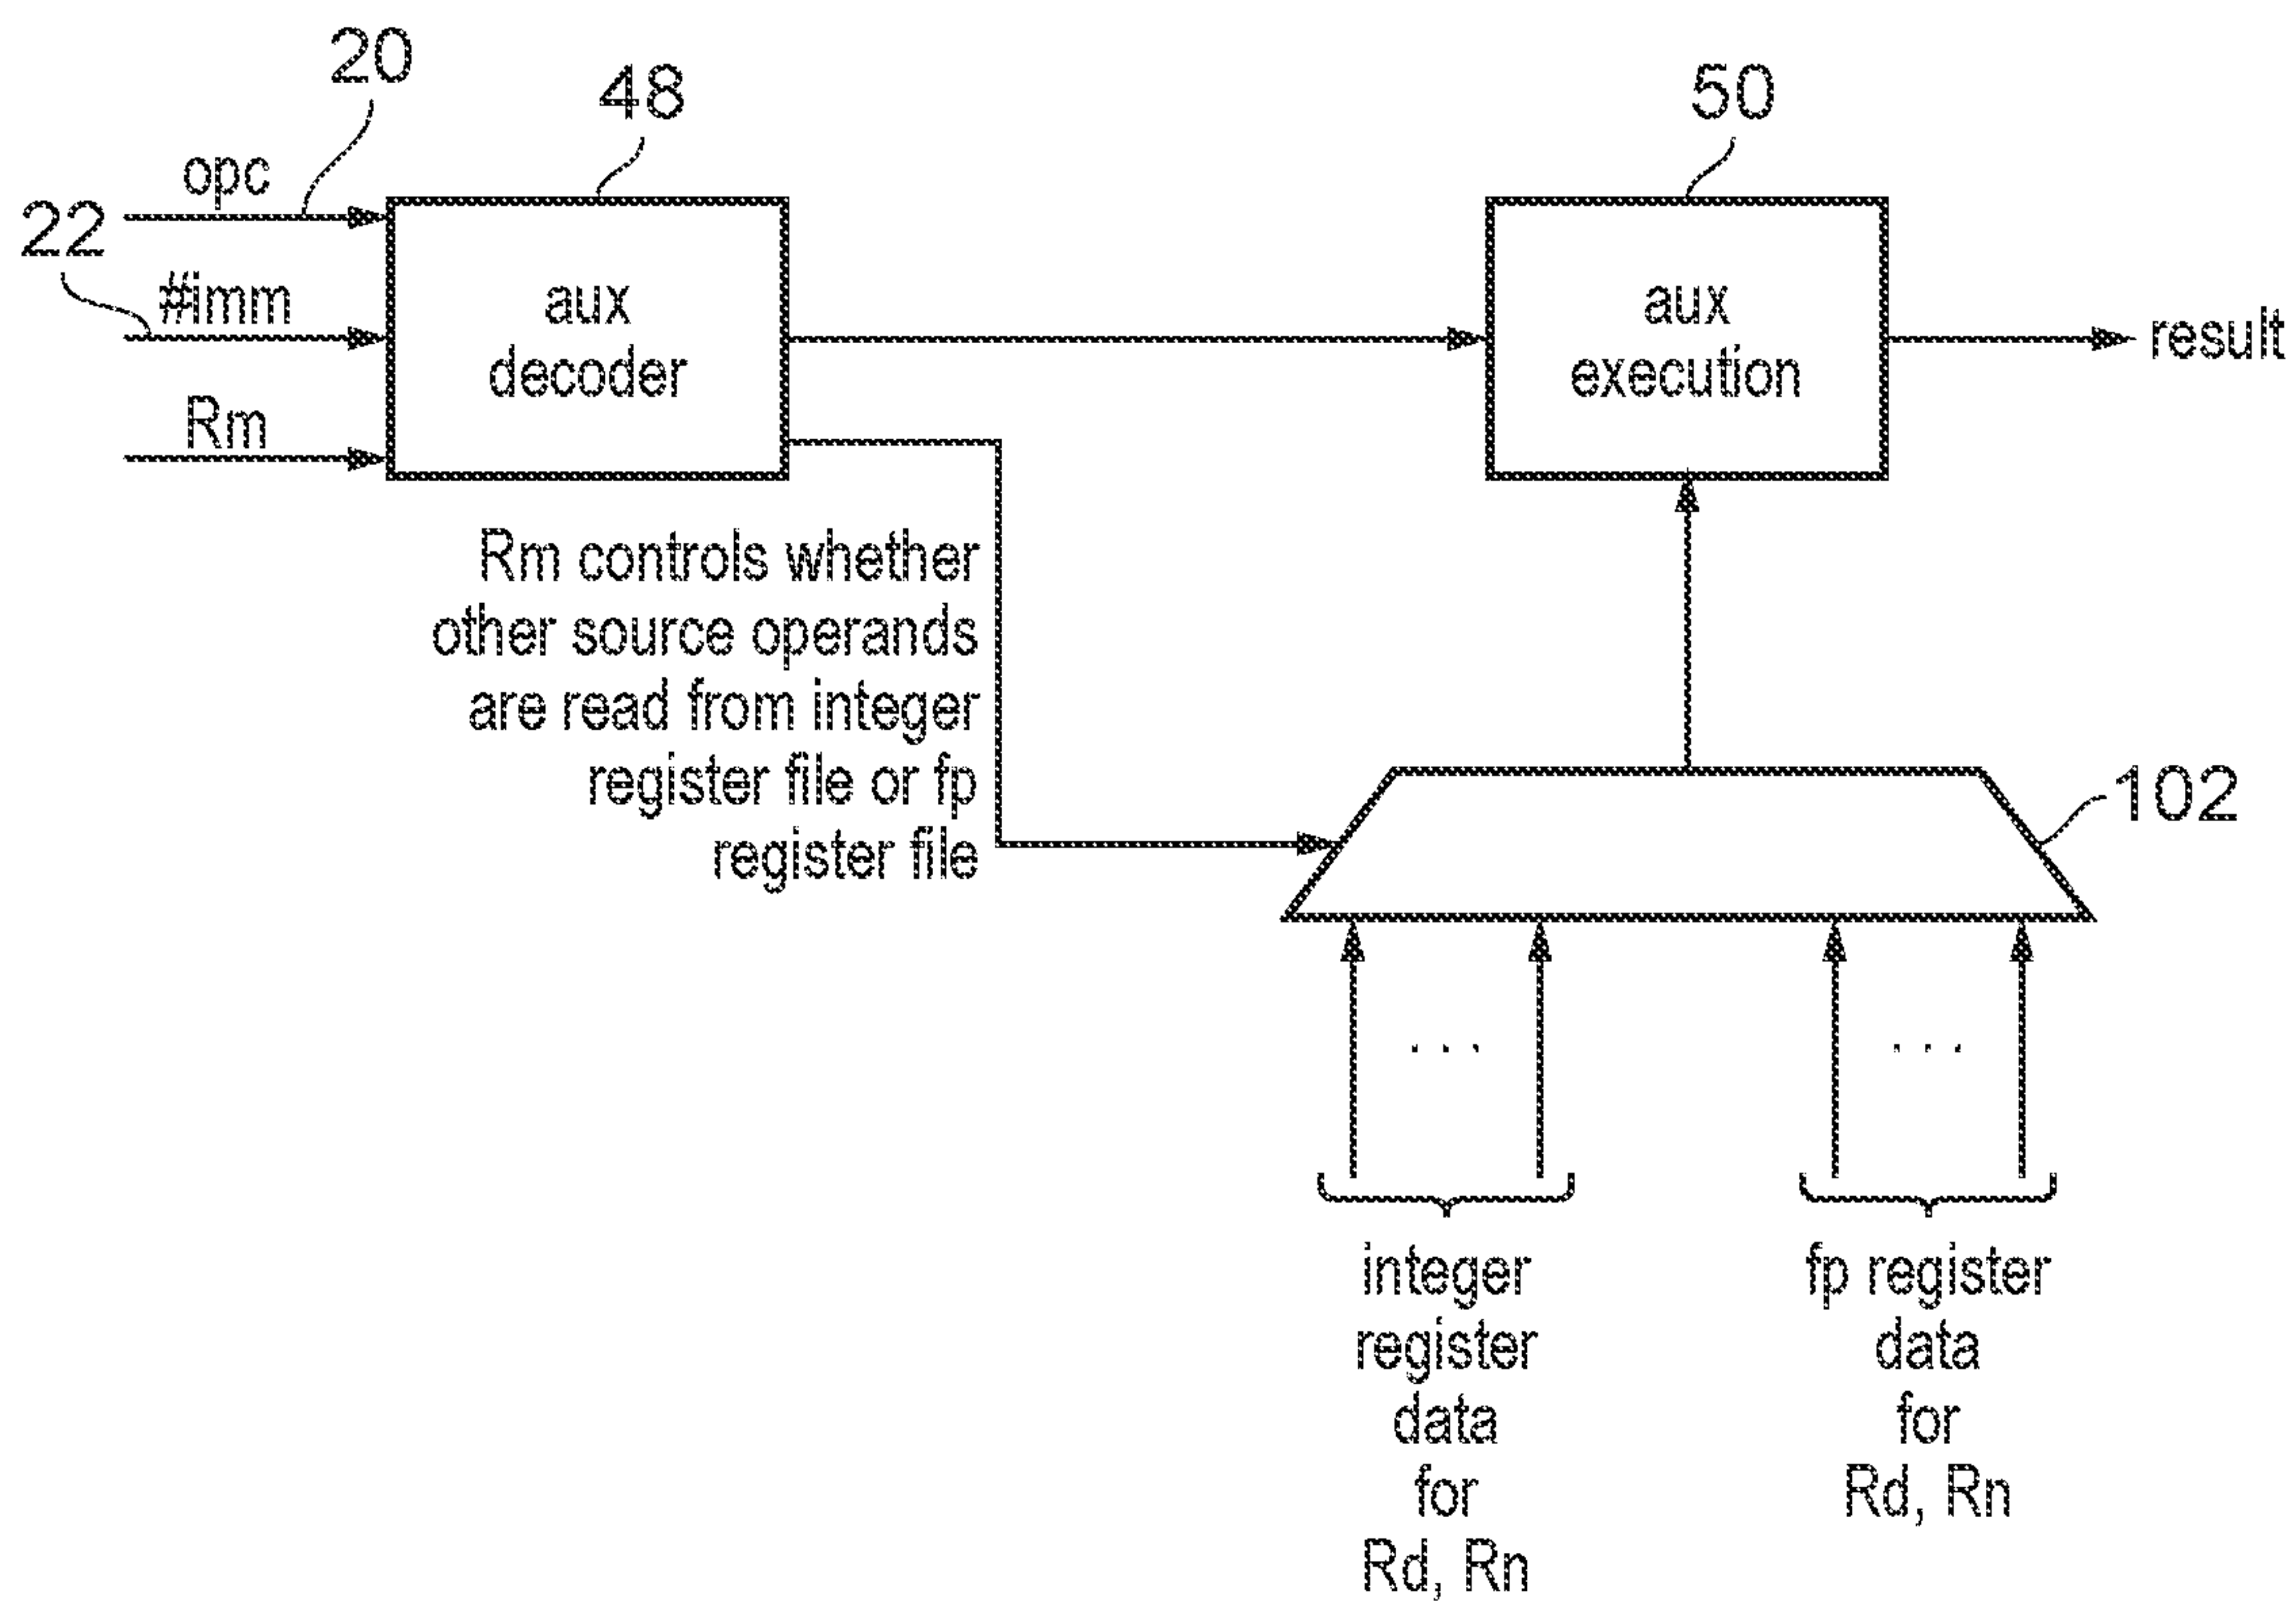 20
48
50
opc
22
#imm
aux
decoder
aux
execution
result
Rm
Rm controls whether
other source operands
are read from integer
register file or fp
register file
102
. . .
. . .
integer
register
data
for
Rd, Rn
fp register
data
for
Rd, Rn